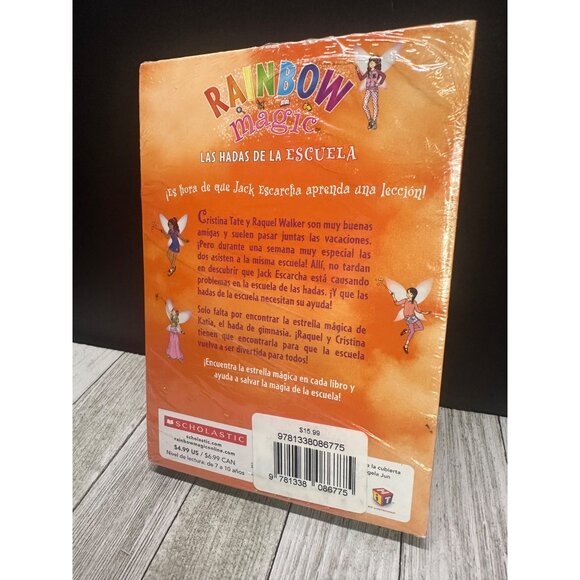 RAINBOW
magic
LAS HADAS DE LA ESCUELA
¡Es hora de que Jack Escarcha aprenda una lección!
Cristina Tate y Raquel Walker son muy buenas
amigas y suelen pasar juntas las vacaciones.
¡Pero durante una semana muy especial las
dos asisten a la misma escuela! Allí, no tardan
en descubrir que Jack Escarcha está causando
problemas en la escuela de las hadas. ¡Y que las
hadas de la escuela necesitan su ayuda!
Solo falta por encontrar la estrella mágica de
Katia, el hada de gimnasia. ¡Raquel y Cristina
tienen que encontrarla para que la escuela
vuelva a ser divertida para todos!
¡Encuentra la estrella mágica en cada libro y
ayuda a salvar la magia de la escuela!
SCHOLASTIC
scholastic.com
rainbowmagiconline.com
$4.99 US / $6.99 CAN
Nivel de lectura: de 7 a 10 años
$15.99
9781338086775
9 781338 086775
la cubierta
Jun